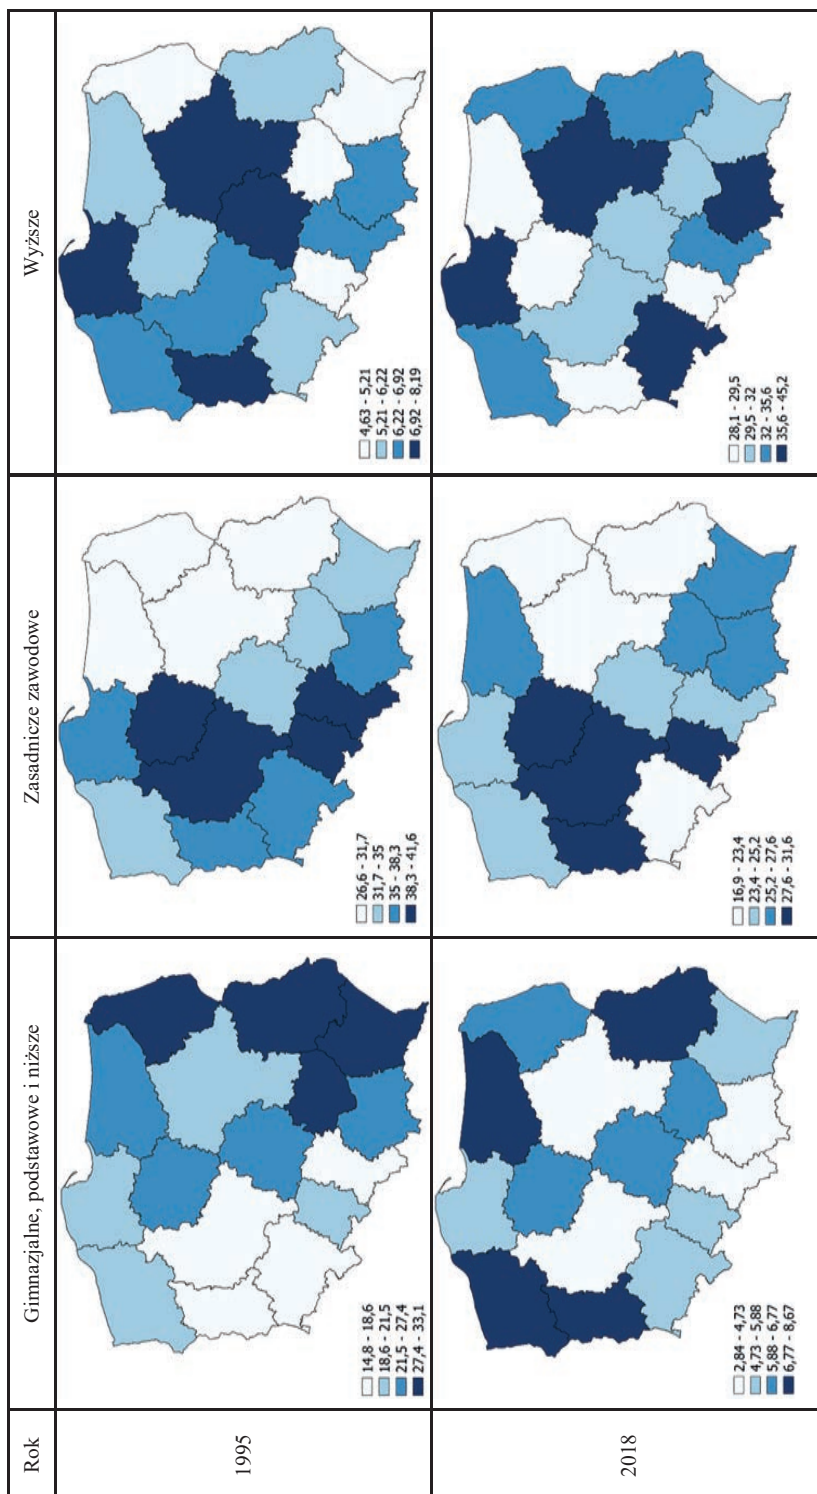 Rok
Gimnazjalne, podstawowe i niższe
Zasadnicze zawodowe
Wyższe
1995
14,8 - 18,6
18,6 - 21,5
21,5 - 27,4
27,4 - 33,1
26,6 - 31,7
31,7 - 35
35 - 38,3
38,3 - 41,6
4,63 - 5,21
5,21 - 6,22
6,22 - 6,92
6,92 - 8,19
2018
2,84 - 4,73
4,73 - 5,88
5,88 - 6,77
6,77 - 8,67
16,9 - 23,4
23,4 - 25,2
25,2 - 27,6
27,6 - 31,6
28,1 - 29,5
29,5 - 32
32 - 35,6
35,6 - 45,2